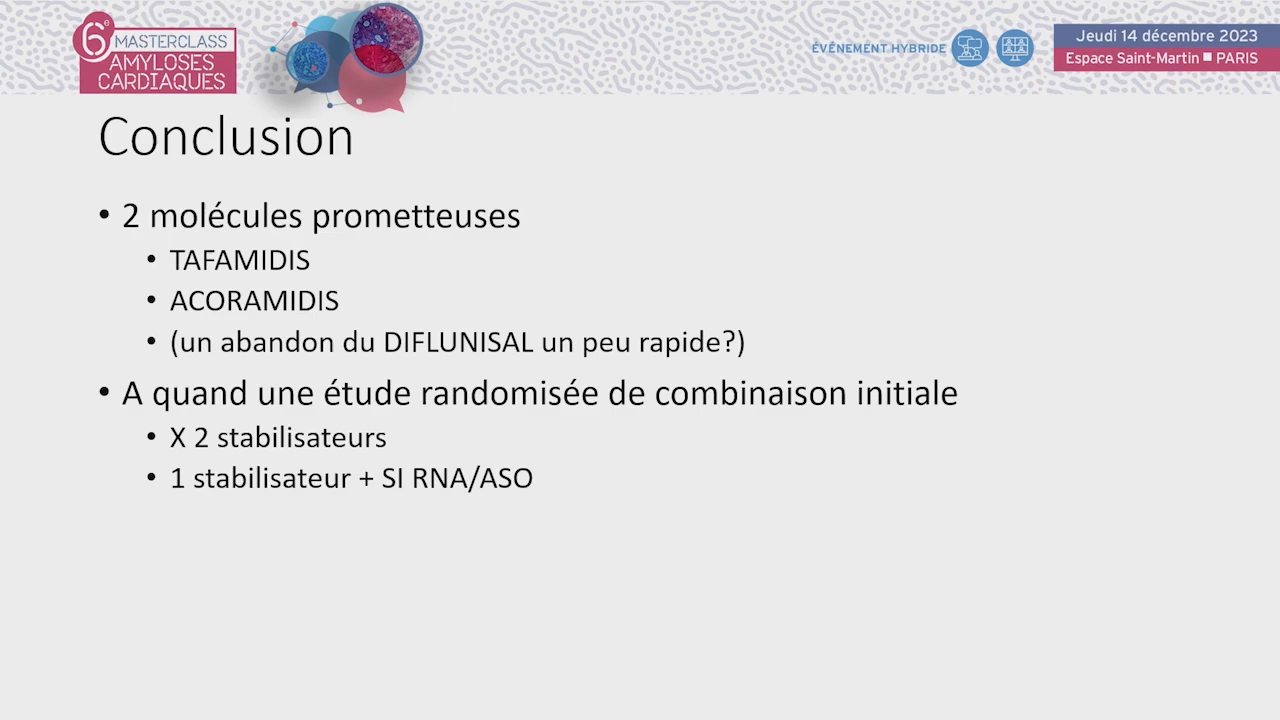 6e MASTERCLASS
AMYLOSES
CARDIAQUES
ÉVÉNEMENT HYBRIDE
Jeudi 14 décembre 2023
Espace Saint-Martin ■ PARIS
Conclusion
• 2 molécules prometteuses
• TAFAMIDIS
• ACORAMIDIS
• (un abandon du DIFLUNISAL un peu rapide?)
• A quand une étude randomisée de combinaison initiale
• X 2 stabilisateurs
• 1 stabilisateur + SI RNA/ASO